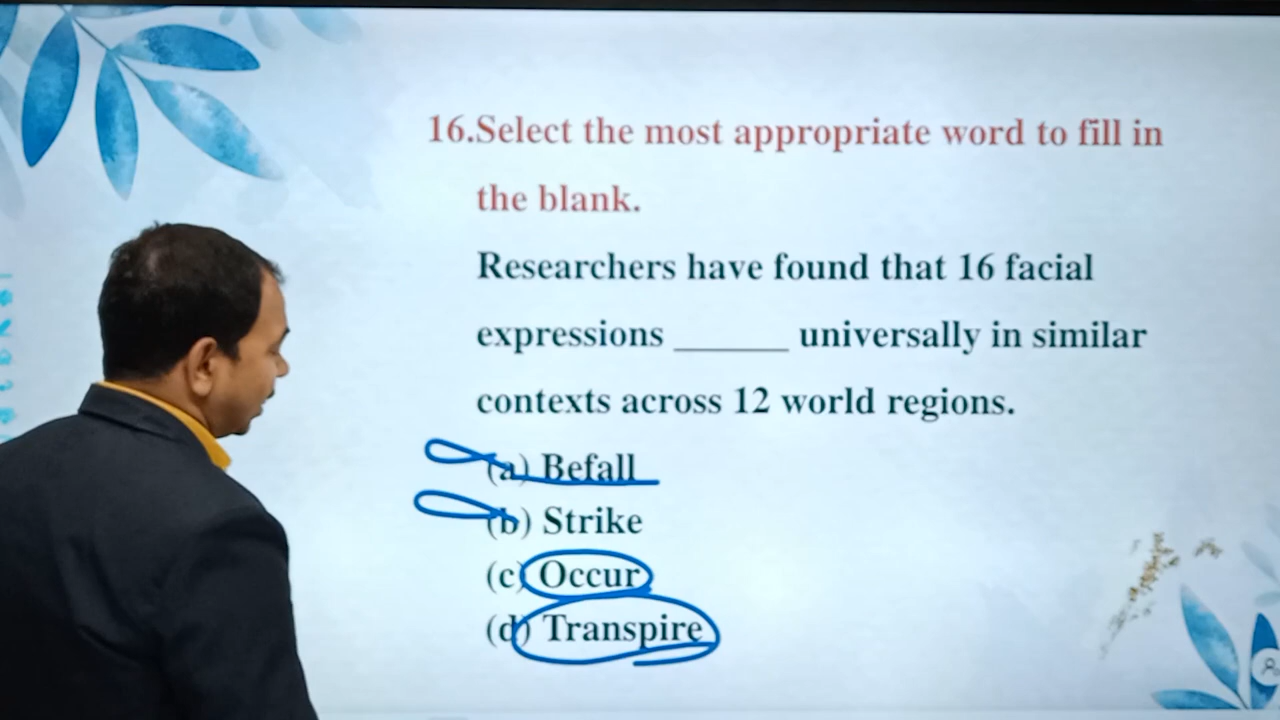 16.Select the most appropriate word to fill in
the blank.
Researchers have found that 16 facial
expressions ______ universally in similar
contexts across 12 world regions.
(a) Befall
(b) Strike
(c) Occur
(d) Transpire